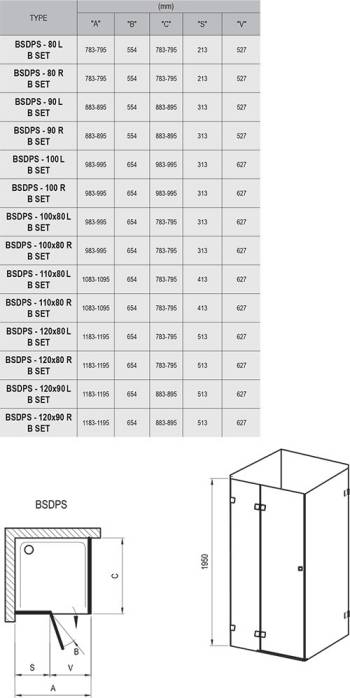 (mm)
TYPE "A" "B" "C" "S" "V"
BSDPS - 80 L
B SET 783-795 554 783-795 213 527
BSDPS - 80 R
B SET 783-795 554 783-795 213 527
BSDPS - 90 L
B SET 883-895 554 883-895 313 527
BSDPS - 90 R
B SET 883-895 554 883-895 313 527
BSDPS - 100 L
B SET 983-995 654 983-995 313 627
BSDPS - 100 R
B SET 983-995 654 983-995 313 627
BSDPS - 100x80 L
B SET 983-995 654 783-795 313 627
BSDPS - 100x80 R
B SET 983-995 654 783-795 313 627
BSDPS - 110x80 L
B SET 1083-1095 654 783-795 413 627
BSDPS - 110x80 R
B SET 1083-1095 654 783-795 413 627
BSDPS - 120x80 L
B SET 1183-1195 654 783-795 513 627
BSDPS - 120x80 R
B SET 1183-1195 654 783-795 513 627
BSDPS - 120x90 L
B SET 1183-1195 654 883-895 513 627
BSDPS - 120x90 R
B SET 1183-1195 654 883-895 513 627
BSDPS
C
B
S V
A
1950